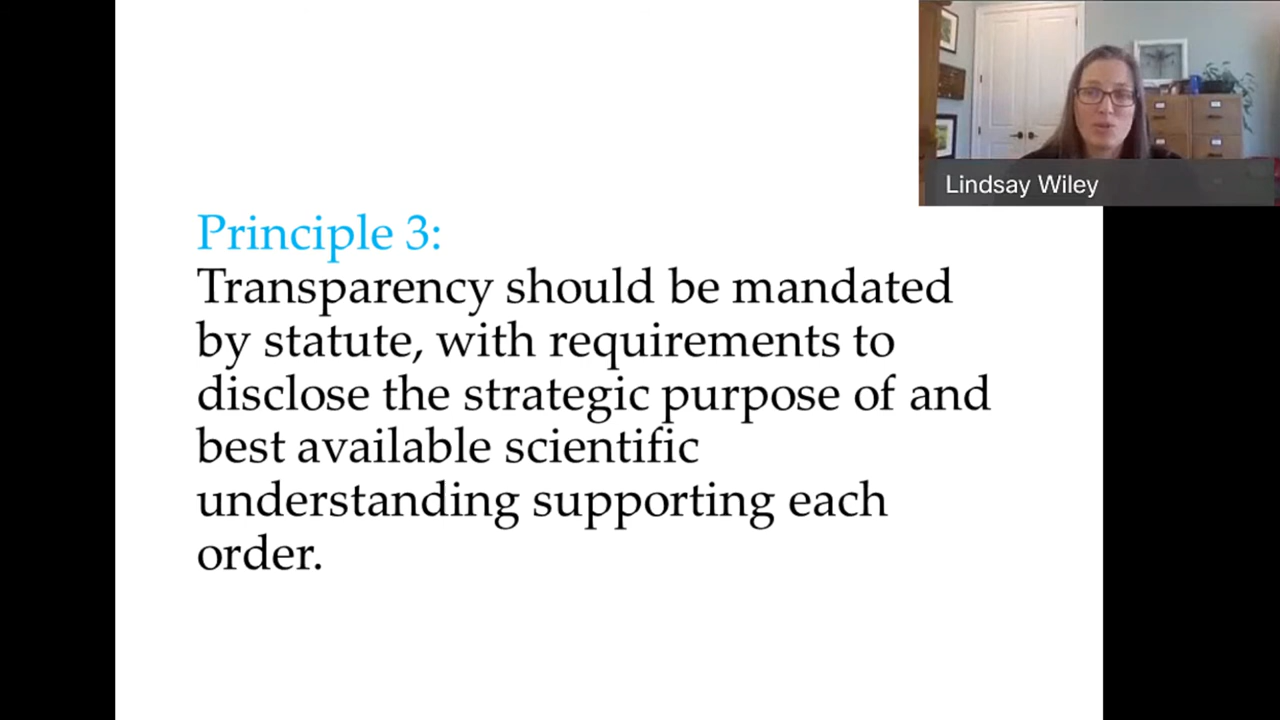 Lindsay Wiley
Principle 3:
Transparency should be mandated
by statute, with requirements to
disclose the strategic purpose of and
best available scientific
understanding supporting each
order.